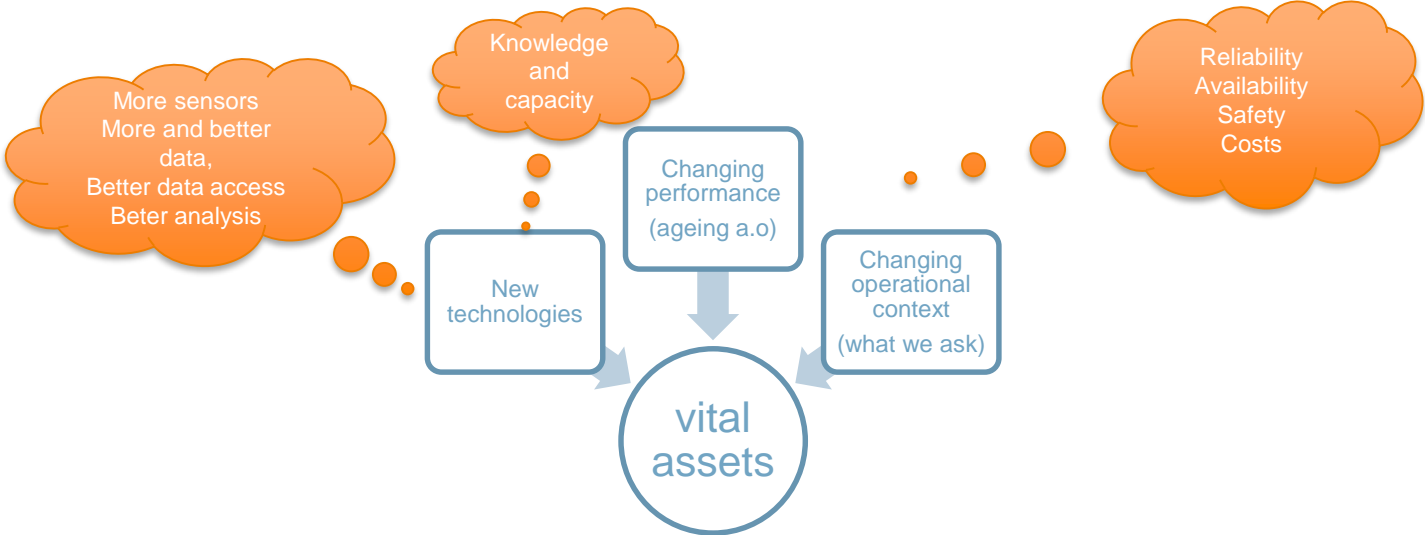 More sensors
More and better
data,
Better data access
Beter analysis
Knowledge
and
capacity
Reliability
Availability
Safety
Costs
New
technologies
Changing
performance
(ageing a.o)
Changing
operational
context
(what we ask)
vital
assets